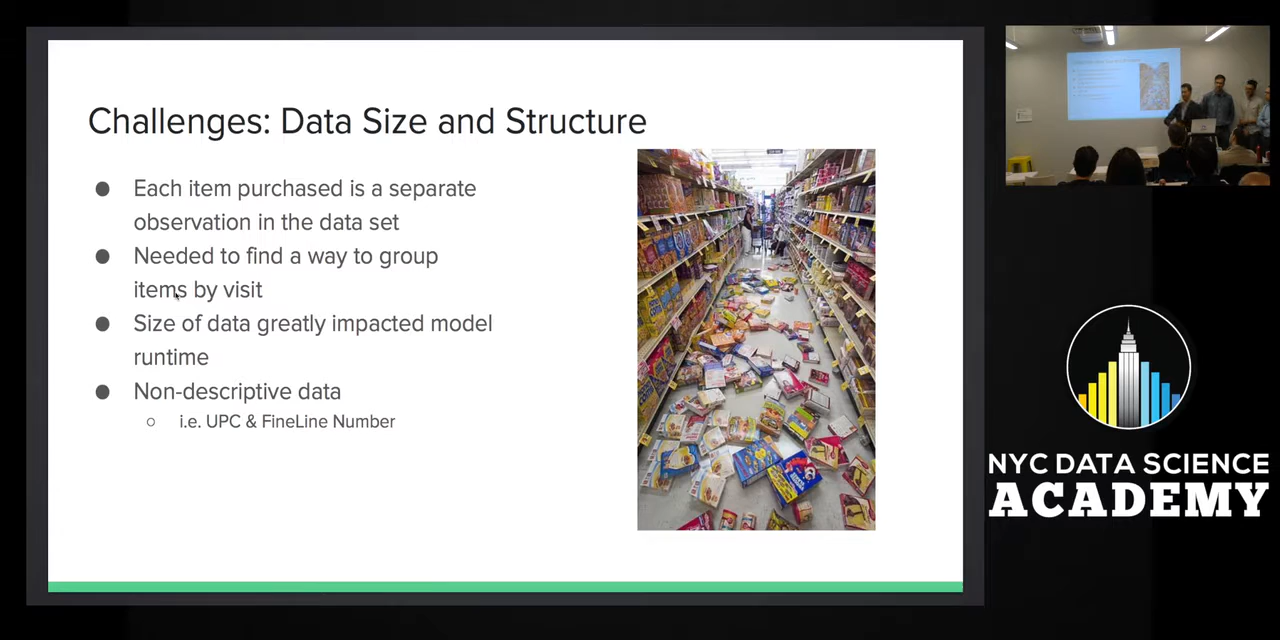 Challenges: Data Size and Structure
● Each item purchased is a separate
observation in the data set
● Needed to find a way to group
items by visit
● Size of data greatly impacted model
runtime
● Non-descriptive data
○ i.e. UPC & FineLine Number
NYC DATA SCIENCE
ACADEMY